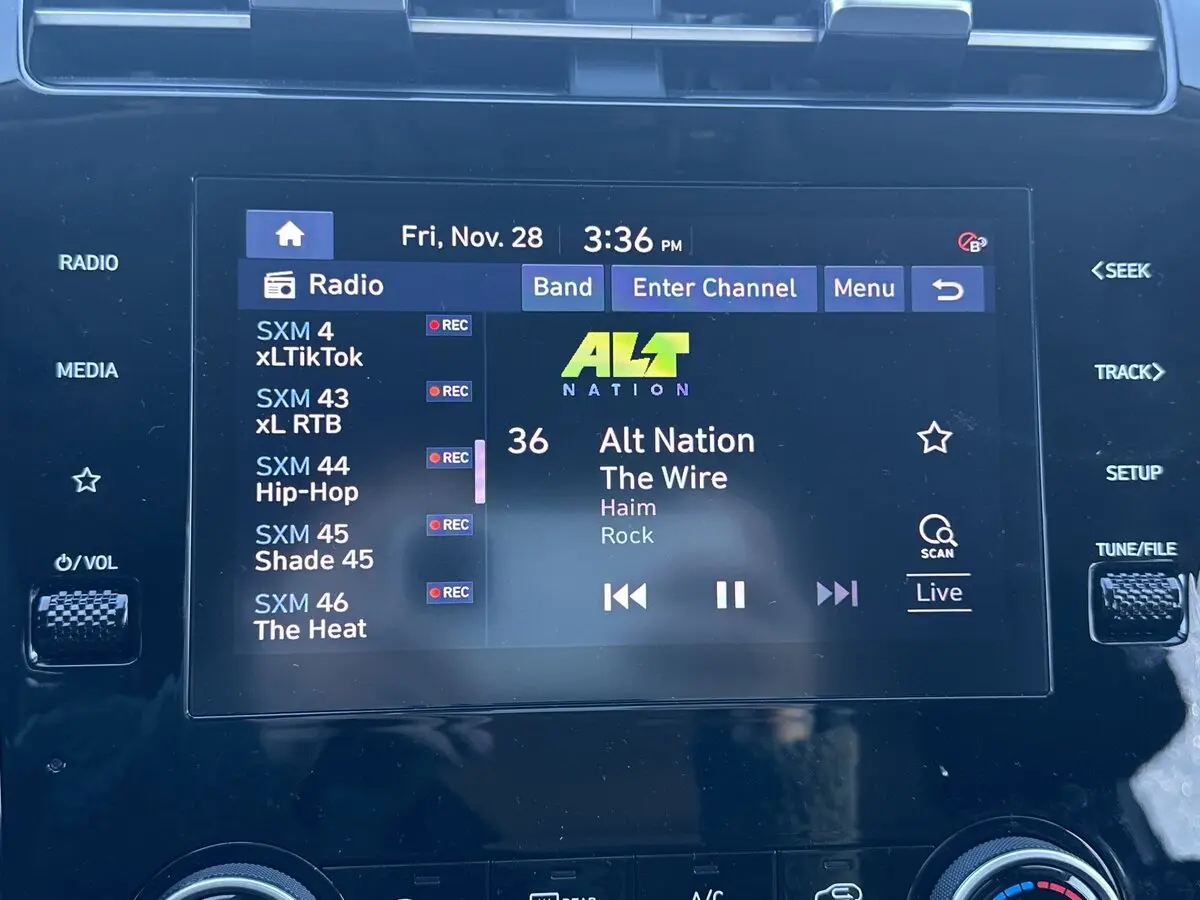 Fri, Nov. 28 3:36 PM
B
RADIO
Radio Band Enter Channel Menu
<SEEK
SXM 4 REC
xLTikTok
ALT
NATION
MEDIA
TRACK>
SXM 43 REC
xL RTB
36 Alt Nation
The Wire
Haim
Rock
SXM 44 REC
Hip-Hop
SETUP
SXM 45 REC
Shade 45
SCAN
/VOL
TUNE/FILE
SXM 46 REC
The Heat
Live
REAR
A/C